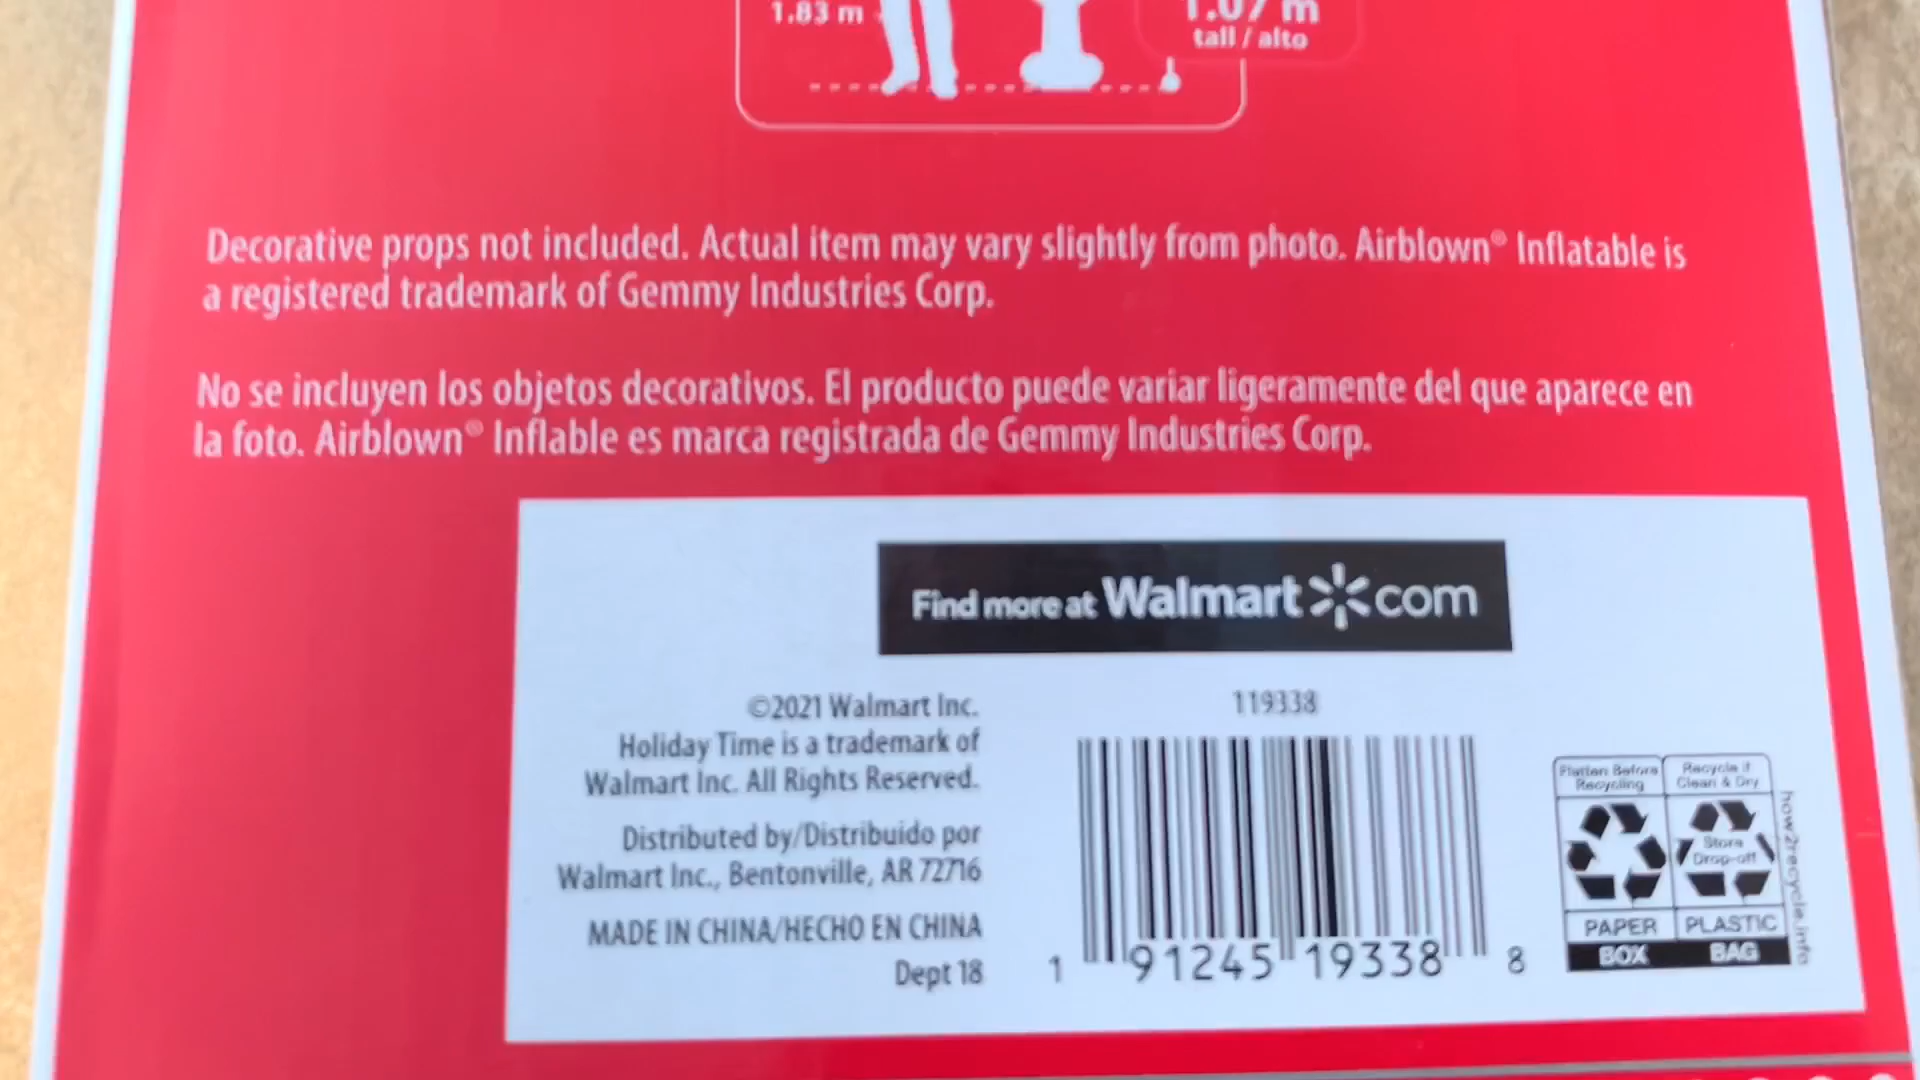 1.83 m
1.07 m
tall / alto
Decorative props not included. Actual item may vary slightly from photo. Airblown® Inflatable is
a registered trademark of Gemmy Industries Corp.
No se incluyen los objetos decorativos. El producto puede variar ligeramente del que aparece en
la foto. Airblown® Inflable es marca registrada de Gemmy Industries Corp.
Find more at Walmart com
©2021 Walmart Inc.
Holiday Time is a trademark of
Walmart Inc. All Rights Reserved.
Distributed by/Distribuido por
Walmart Inc., Bentonville, AR 72716
MADE IN CHINA/HECHO EN CHINA
Dept 18
119338
1 91245 19338 8
Flatten Before
Recycling
Recycle if
Clean & Dry
Store
Drop-off
PAPER
BOX
PLASTIC
BAG
how2recycle.info